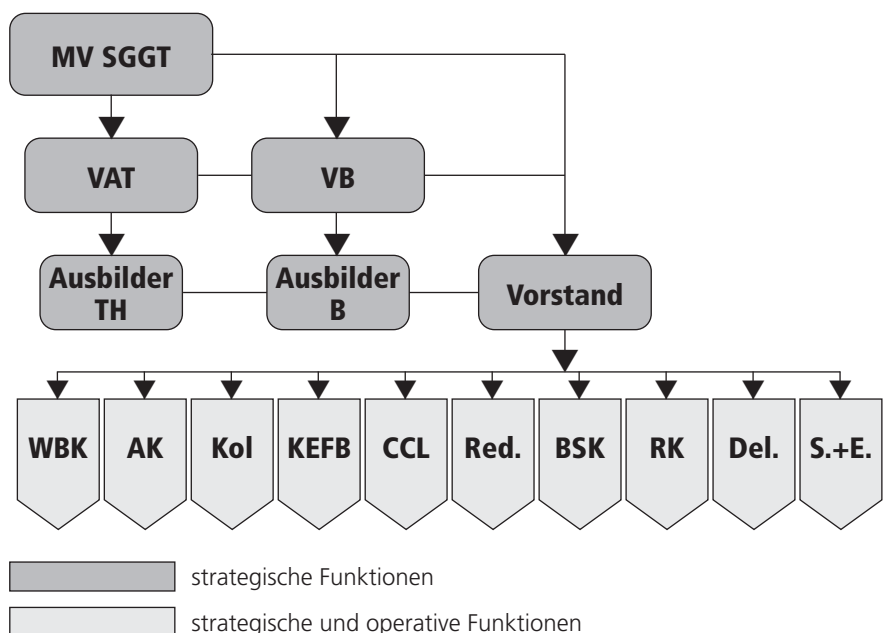 MV SGGT
VAT
VB
Ausbilder
TH
Ausbilder
B
Vorstand
WBK
AK
Kol
KEFB
CCL
Red.
BSK
RK
Del.
S.+E.
strategische Funktionen
strategische und operative Funktionen